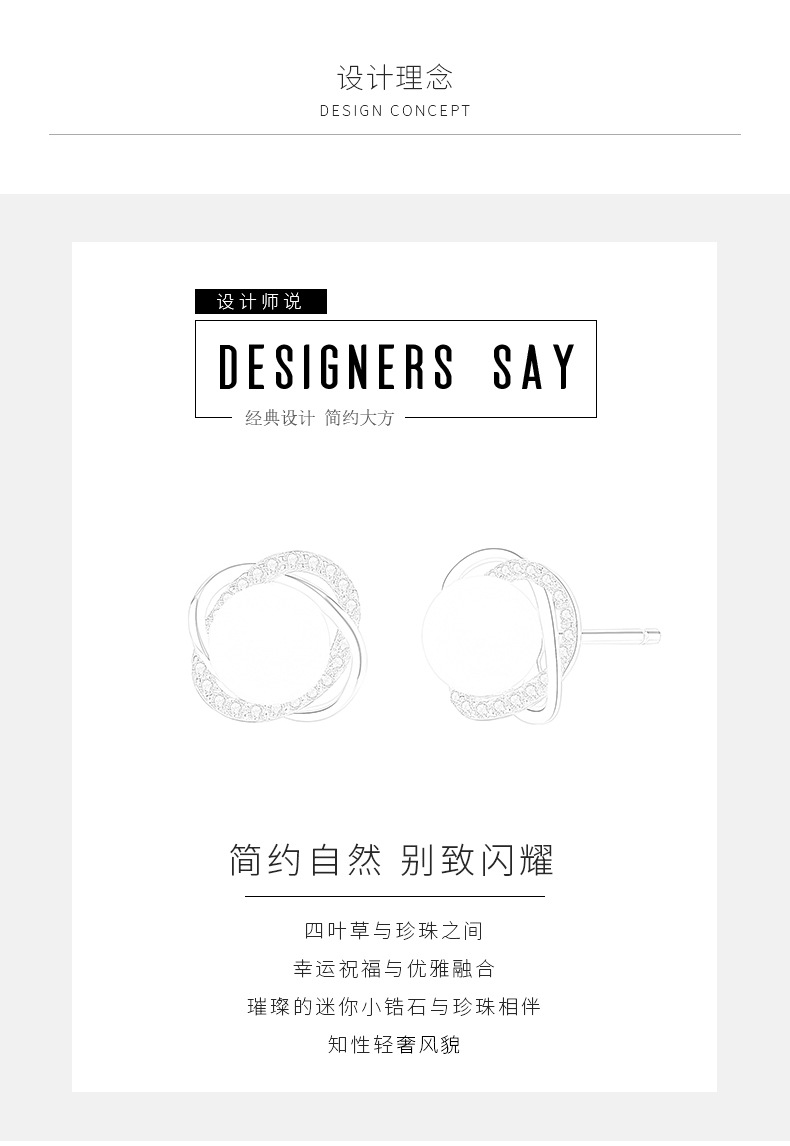 设计理念
DESIGN CONCEPT
设计师说
DESIGNERS SAY
经典设计 简约大方
简约自然 别致闪耀
四叶草与珍珠之间
幸运祝福与优雅融合
璀璨的迷你小锆石与珍珠相伴
知性轻奢风貌